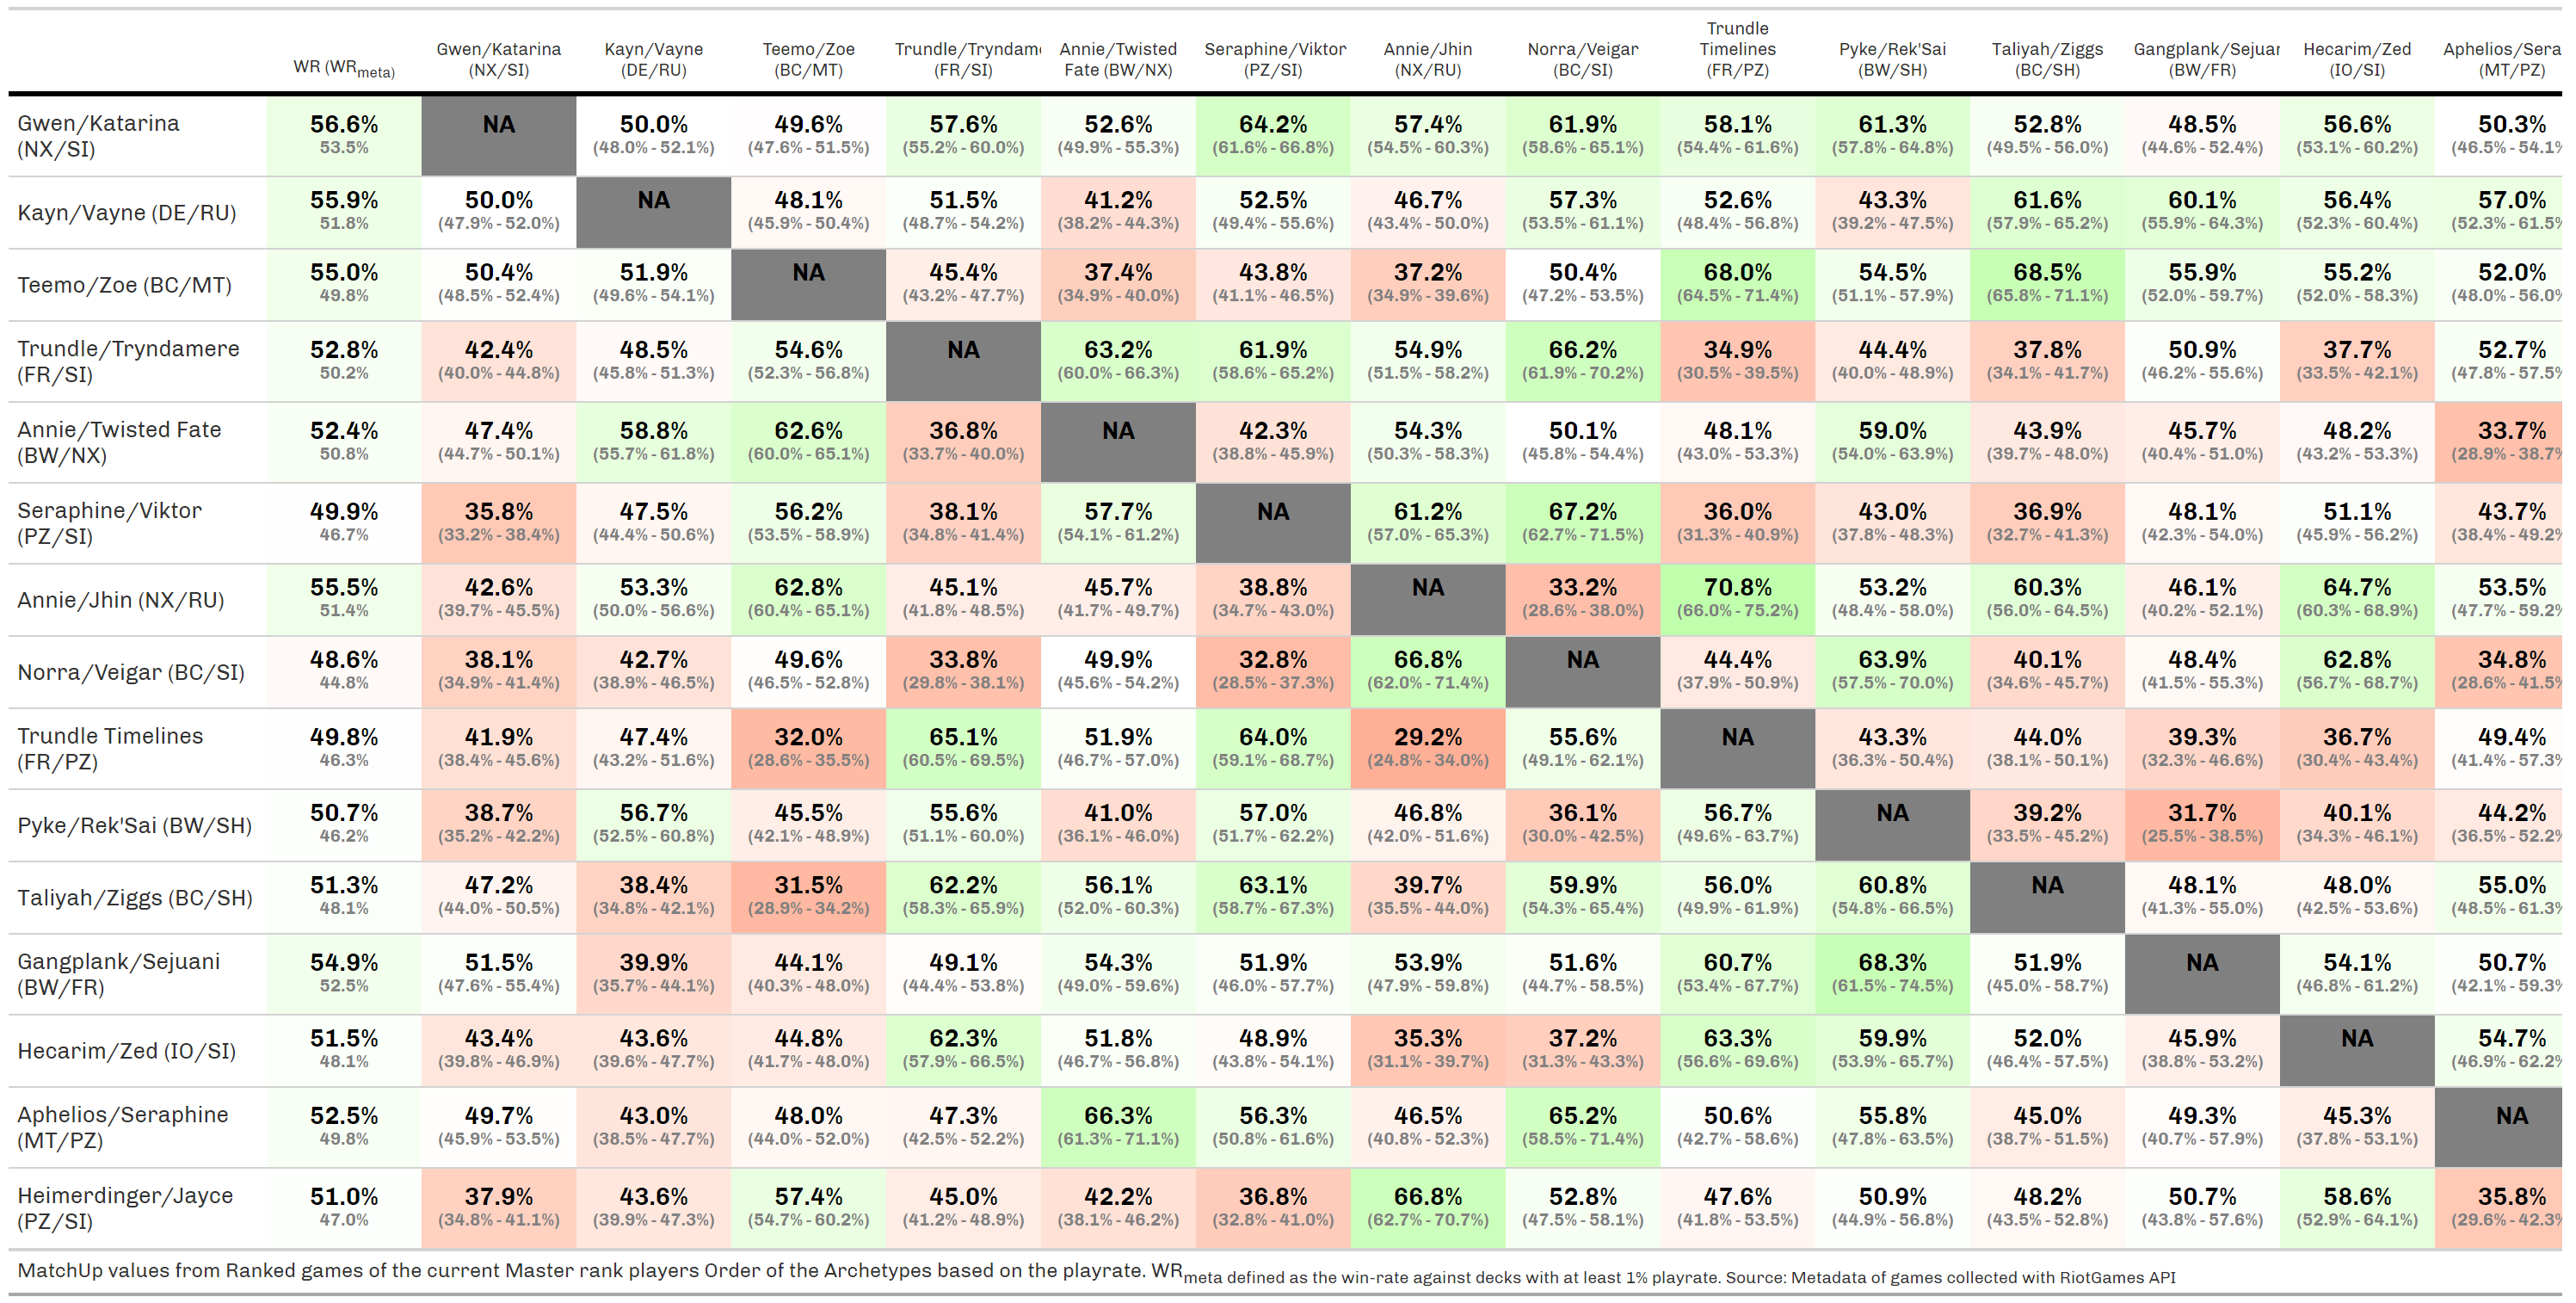 WR (WRmeta) Gwen/Katarina (NX/SI) Kayn/Vayne (DE/RU) Teemo/Zoe (BC/MT) Trundle/Tryndam (FR/SI) Annie/Twisted Fate (BW/NX) Seraphine/Viktor (PZ/SI) Annie/Jhin (NX/RU) Norra/Veigar (BC/SI) Trundle Timelines (FR/PZ) Pyke/Rek'Sai (BW/SH) Taliyah/Ziggs (BC/SH) Gangplank/Sejuar (BW/FR) Hecarim/Zed (IO/SI) Aphelios/Sera (MT/PZ)
Gwen/Katarina 56.6% NA 50.0% 49.6% 57.6% 52.6% 64.2% 57.4% 61.9% 58.1% 61.3% 52.8% 48.5% 56.6% 50.3%
(NX/SI) 53.5% (48.0% - 52.1%) (47.6% - 51.5%) (55.2% - 60.0%) (49.9% - 55.3%) (61.6% - 66.8%) (54.5% - 60.3%) (58.6% - 65.1%) (54.4% - 61.6%) (57.8% - 64.8%) (49.5% - 56.0%) (44.6% - 52.4%) (53.1% - 60.2%) (46.5% - 54.1%
Kayn/Vayne (DE/RU) 55.9% 50.0% NA 48.1% 51.5% 41.2% 52.5% 46.7% 57.3% 52.6% 43.3% 61.6% 60.1% 56.4% 57.0%
51.8% (47.9% - 52.0%) (45.9% - 50.4%) (48.7% - 54.2%) (38.2% - 44.3%) (49.4% - 55.6%) (43.4% - 50.0%) (53.5% - 61.1%) (48.4% - 56.8%) (39.2% - 47.5%) (57.9% - 65.2%) (55.9% - 64.3%) (52.3% - 60.4%) (52.3% - 61.5%
Teemo/Zoe (BC/MT) 55.0% 50.4% 51.9% NA 45.4% 37.4% 43.8% 37.2% 50.4% 68.0% 54.5% 68.5% 55.9% 55.2% 52.0%
49.8% (48.5% - 52.4%) (49.6% - 54.1%) (43.2% - 47.7%) (34.9% - 40.0%) (41.1% - 46.5%) (34.9% - 39.6%) (47.2% - 53.5%) (64.5% - 71.4%) (51.1% - 57.9%) (65.8% - 71.1%) (52.0% - 59.7%) (52.0% - 58.3%) (48.0% - 56.0%
Trundle/Tryndamere 52.8% 42.4% 48.5% 54.6% NA 63.2% 61.9% 54.9% 66.2% 34.9% 44.4% 37.8% 50.9% 37.7% 52.7%
(FR/SI) 50.2% (40.0% - 44.8%) (45.8% - 51.3%) (52.3% - 56.8%) (60.0% - 66.3%) (58.6% - 65.2%) (51.5% - 58.2%) (61.9% - 70.2%) (30.5% - 39.5%) (40.0% - 48.9%) (34.1% - 41.7%) (46.2% - 55.6%) (33.5% - 42.1%) (47.8% - 57.5%
Annie/Twisted Fate 52.4% 47.4% 58.8% 62.6% 36.8% NA 42.3% 54.3% 50.1% 48.1% 59.0% 43.9% 45.7% 48.2% 33.7%
(BW/NX) 50.8% (44.7% - 50.1%) (55.7% - 61.8%) (60.0% - 65.1%) (33.7% - 40.0%) (38.8% - 45.9%) (50.3% - 58.3%) (45.8% - 54.4%) (43.0% - 53.3%) (54.0% - 63.9%) (39.7% - 48.0%) (40.4% - 51.0%) (43.2% - 53.3%) (28.9% - 38.7%
Seraphine/Viktor 49.9% 35.8% 47.5% 56.2% 38.1% 57.7% NA 61.2% 67.2% 36.0% 43.0% 36.9% 48.1% 51.1% 43.7%
(PZ/SI) 46.7% (33.2% - 38.4%) (44.4% - 50.6%) (53.5% - 58.9%) (34.8% - 41.4%) (54.1% - 61.2%) (57.0% - 65.3%) (62.7% - 71.5%) (31.3% - 40.9%) (37.8% - 48.3%) (32.7% - 41.3%) (42.3% - 54.0%) (45.9% - 56.2%) (38.4% - 49.2%
Annie/Jhin (NX/RU) 55.5% 42.6% 53.3% 62.8% 45.1% 45.7% 38.8% NA 33.2% 70.8% 53.2% 60.3% 46.1% 64.7% 53.5%
51.4% (39.7% - 45.5%) (50.0% - 56.6%) (60.4% - 65.1%) (41.8% - 48.5%) (41.7% - 49.7%) (34.7% - 43.0%) (28.6% - 38.0%) (66.0% - 75.2%) (48.4% - 58.0%) (56.0% - 64.5%) (40.2% - 52.1%) (60.3% - 68.9%) (47.7% - 59.2%
Norra/Veigar (BC/SI) 48.6% 38.1% 42.7% 49.6% 33.8% 49.9% 32.8% 66.8% NA 44.4% 63.9% 40.1% 48.4% 62.8% 34.8%
44.8% (34.9% - 41.4%) (38.9% - 46.5%) (46.5% - 52.8%) (29.8% - 38.1%) (45.6% - 54.2%) (28.5% - 37.3%) (62.0% - 71.4%) (37.9% - 50.9%) (57.5% - 70.0%) (34.6% - 45.7%) (41.5% - 55.3%) (56.7% - 68.7%) (28.6% - 41.5%
Trundle Timelines 49.8% 41.9% 47.4% 32.0% 65.1% 51.9% 64.0% 29.2% 55.6% NA 43.3% 44.0% 39.3% 36.7% 49.4%
(FR/PZ) 46.3% (38.4% - 45.6%) (43.2% - 51.6%) (28.6% - 35.5%) (60.5% - 69.5%) (46.7% - 57.0%) (59.1% - 68.7%) (24.8% - 34.0%) (49.1% - 62.1%) (36.3% - 50.4%) (38.1% - 50.1%) (32.3% - 46.6%) (30.4% - 43.4%) (41.4% - 57.3%
Pyke/Rek'Sai (BW/SH) 50.7% 38.7% 56.7% 45.5% 55.6% 41.0% 57.0% 46.8% 36.1% 56.7% NA 39.2% 31.7% 40.1% 44.2%
46.2% (35.2% - 42.2%) (52.5% - 60.8%) (42.1% - 48.9%) (51.1% - 60.0%) (36.1% - 46.0%) (51.7% - 62.2%) (42.0% - 51.6%) (30.0% - 42.5%) (49.6% - 63.7%) (33.5% - 45.2%) (25.5% - 38.5%) (34.3% - 46.1%) (36.5% - 52.2%
Taliyah/Ziggs (BC/SH) 51.3% 47.2% 38.4% 31.5% 62.2% 56.1% 63.1% 39.7% 59.9% 56.0% 60.8% NA 48.1% 48.0% 55.0%
48.1% (44.0% - 50.5%) (34.8% - 42.1%) (28.9% - 34.2%) (58.3% - 65.9%) (52.0% - 60.3%) (58.7% - 67.3%) (35.5% - 44.0%) (54.3% - 65.4%) (49.9% - 61.9%) (54.8% - 66.5%) (41.3% - 55.0%) (42.5% - 53.6%) (48.5% - 61.3%
Gangplank/Sejuani 54.9% 51.5% 39.9% 44.1% 49.1% 54.3% 51.9% 53.9% 51.6% 60.7% 68.3% 51.9% NA 54.1% 50.7%
(BW/FR) 52.5% (47.6% - 55.4%) (35.7% - 44.1%) (40.3% - 48.0%) (44.4% - 53.8%) (49.0% - 59.6%) (46.0% - 57.7%) (47.9% - 59.8%) (44.7% - 58.5%) (53.4% - 67.7%) (61.5% - 74.5%) (45.0% - 58.7%) (46.8% - 61.2%) (42.1% - 59.3%
Hecarim/Zed (IO/SI) 51.5% 43.4% 43.6% 44.8% 62.3% 51.8% 48.9% 35.3% 37.2% 63.3% 59.9% 52.0% 45.9% NA 54.7%
48.1% (39.8% - 46.9%) (39.6% - 47.7%) (41.7% - 48.0%) (57.9% - 66.5%) (46.7% - 56.8%) (43.8% - 54.1%) (31.1% - 39.7%) (31.3% - 43.3%) (56.6% - 69.6%) (53.9% - 65.7%) (46.4% - 57.5%) (38.8% - 53.2%) (46.9% - 62.2%
Aphelios/Seraphine 52.5% 49.7% 43.0% 48.0% 47.3% 66.3% 56.3% 46.5% 65.2% 50.6% 55.8% 45.0% 49.3% 45.3% NA
(MT/PZ) 49.8% (45.9% - 53.5%) (38.5% - 47.7%) (44.0% - 52.0%) (42.5% - 52.2%) (61.3% - 71.1%) (50.8% - 61.6%) (40.8% - 52.3%) (58.5% - 71.4%) (42.7% - 58.6%) (47.8% - 63.5%) (38.7% - 51.5%) (40.7% - 57.9%) (37.8% - 53.1%)
Heimerdinger/Jayce 51.0% 37.9% 43.6% 57.4% 45.0% 42.2% 36.8% 66.8% 52.8% 47.6% 50.9% 48.2% 50.7% 58.6% 35.8%
(PZ/SI) 47.0% (34.8% - 41.1%) (39.9% - 47.3%) (54.7% - 60.2%) (41.2% - 48.9%) (38.1% - 46.2%) (32.8% - 41.0%) (62.7% - 70.7%) (47.5% - 58.1%) (41.8% - 53.5%) (44.9% - 56.8%) (43.5% - 52.8%) (43.8% - 57.6%) (52.9% - 64.1%) (29.6% - 42.3%
MatchUp values from Ranked games of the current Master rank players Order of the Archetypes based on the playrate. WRmeta defined as the win-rate against decks with at least 1% playrate. Source: Metadata of games collected with RiotGames API